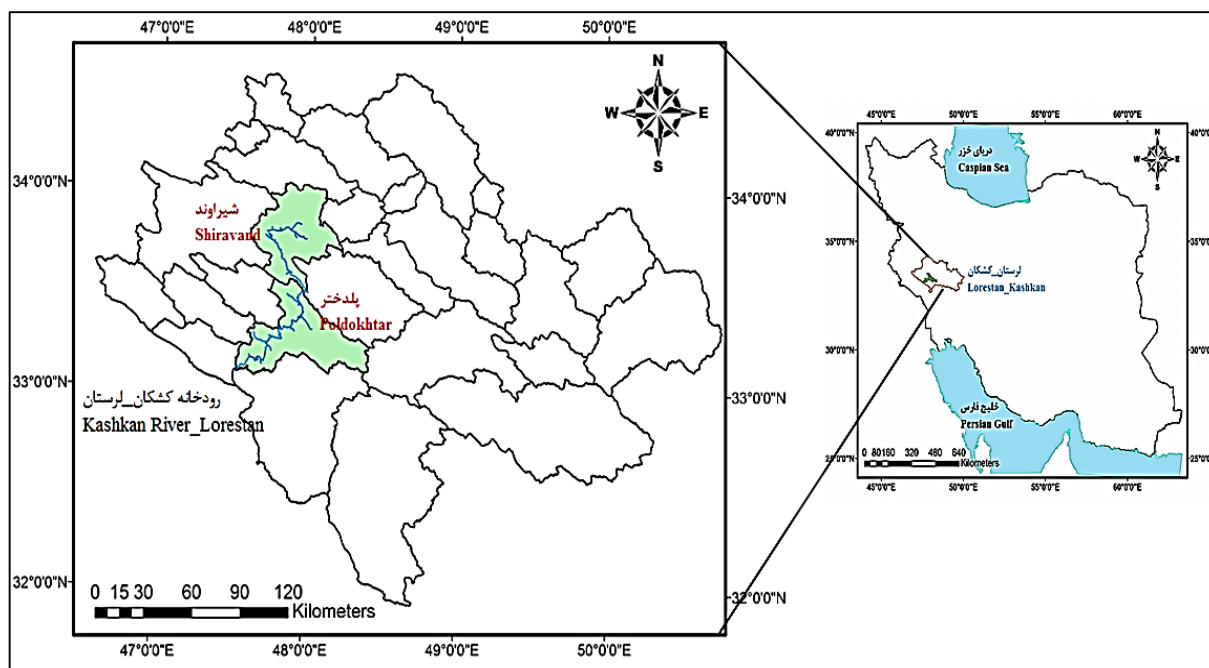 47°0'0"E 48°0'0"E 49°0'0"E 50°0'0"E
N
W E
S
34°0'0"N
34°0'0"N
شیراوند
Shiravand
پلدختر
Poldokhtar
33°0'0"N
33°0'0"N
رودخانه کشکان_لرستان
Kashkan River_Lorestan
32°0'0"N
32°0'0"N
0 15 30 60 90 120
Kilometers
47°0'0"E 48°0'0"E 49°0'0"E 50°0'0"E
45°0'0"E 50°0'0"E 55°0'0"E 60°0'0"E
40°0'0"N
40°0'0"N
دریای خزر
Caspian Sea
N
W E
S
35°0'0"N
35°0'0"N
لرستان_کشکان
Lorestan_Kashkan
30°0'0"N
30°0'0"N
خلیج فارس
Persian Gulf
0 80160 320 480 640
Kilometers
25°0'0"N
25°0'0"N
45°0'0"E 50°0'0"E 55°0'0"E 60°0'0"E